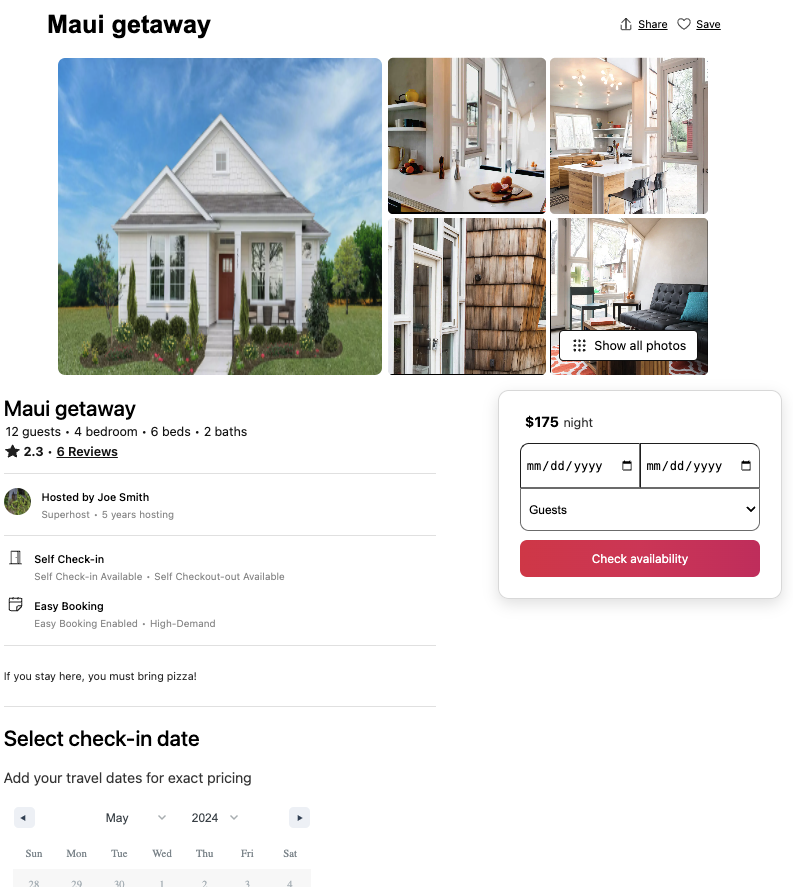 Maui getaway
Share Save
Show all photos
Maui getaway
12 guests • 4 bedroom • 6 beds • 2 baths
2.3 • 6 Reviews
Hosted by Joe Smith
Superhost • 5 years hosting
Self Check-in
Self Check-in Available • Self Checkout-out Available
Easy Booking
Easy Booking Enabled • High-Demand
If you stay here, you must bring pizza!
$175 night
mm/dd/yyyy mm/dd/yyyy
Guests
Check availability
Select check-in date
Add your travel dates for exact pricing
May 2024
Sun Mon Tue Wed Thu Fri Sat
28 29 30 1 2 3 4